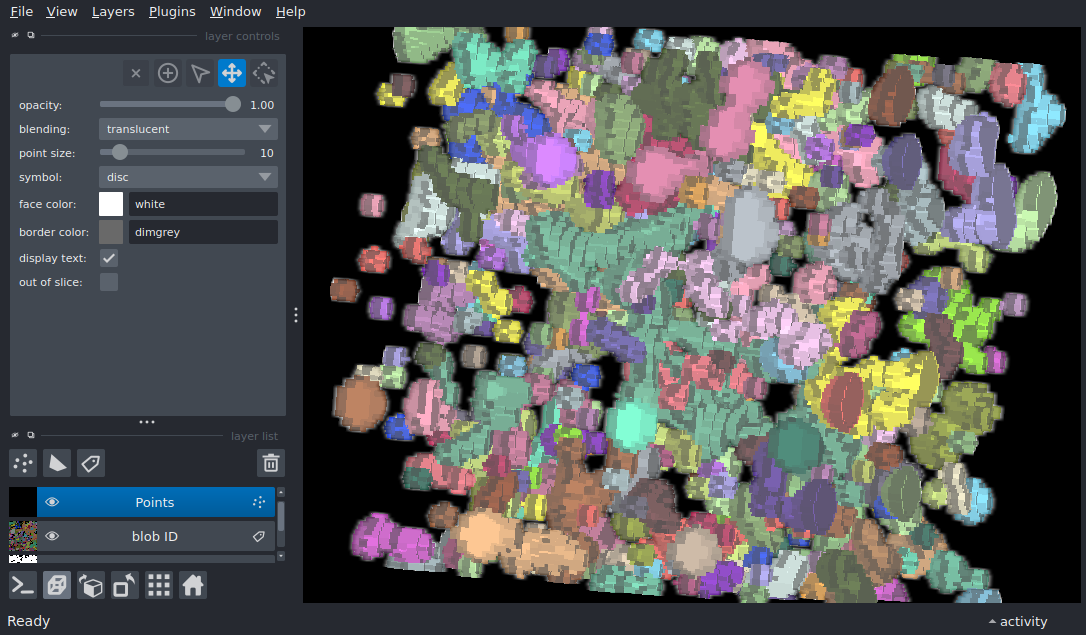 File View Layers Plugins Window Help
layer controls
opacity: 1.00
blending: translucent
point size: 10
symbol: disc
face color: white
border color: dimgrey
display text:
out of slice:
layer list
Points
blob ID
Ready
activity